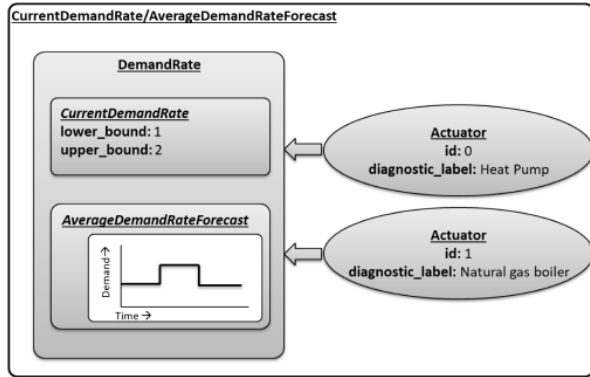 CurrentDemandRate/AverageDemandRateForecast
DemandRate
CurrentDemandRate
lower_bound: 1
upper_bound: 2
Actuator
id: 0
diagnostic_label: Heat Pump
AverageDemandRateForecast
Demand→
Time →
Actuator
id: 1
diagnostic_label: Natural gas boiler